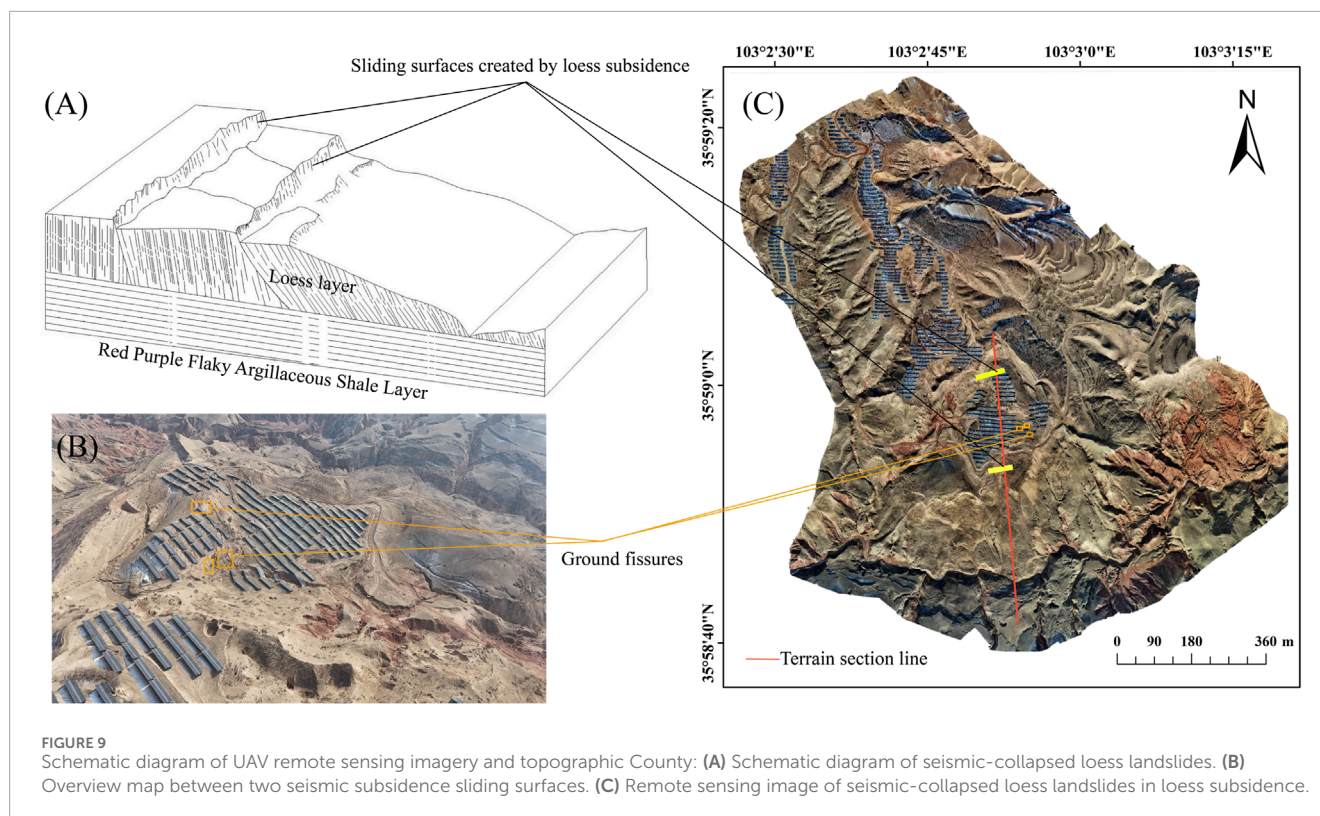 103°2'30"E 103°2'45"E 103°3'0"E 103°3'15"E
Sliding surfaces created by loess subsidence
(A)
(C)
N
35°59'20"N
Loess layer
Red Purple Flaky Argillaceous Shale Layer
35°59'0"N
(B)
Ground fissures
35°58'40"N
0 90 180 360 m
Terrain section line
FIGURE 9
Schematic diagram of UAV remote sensing imagery and topographic County: (A) Schematic diagram of seismic-collapsed loess landslides. (B)
Overview map between two seismic subsidence sliding surfaces. (C) Remote sensing image of seismic-collapsed loess landslides in loess subsidence.